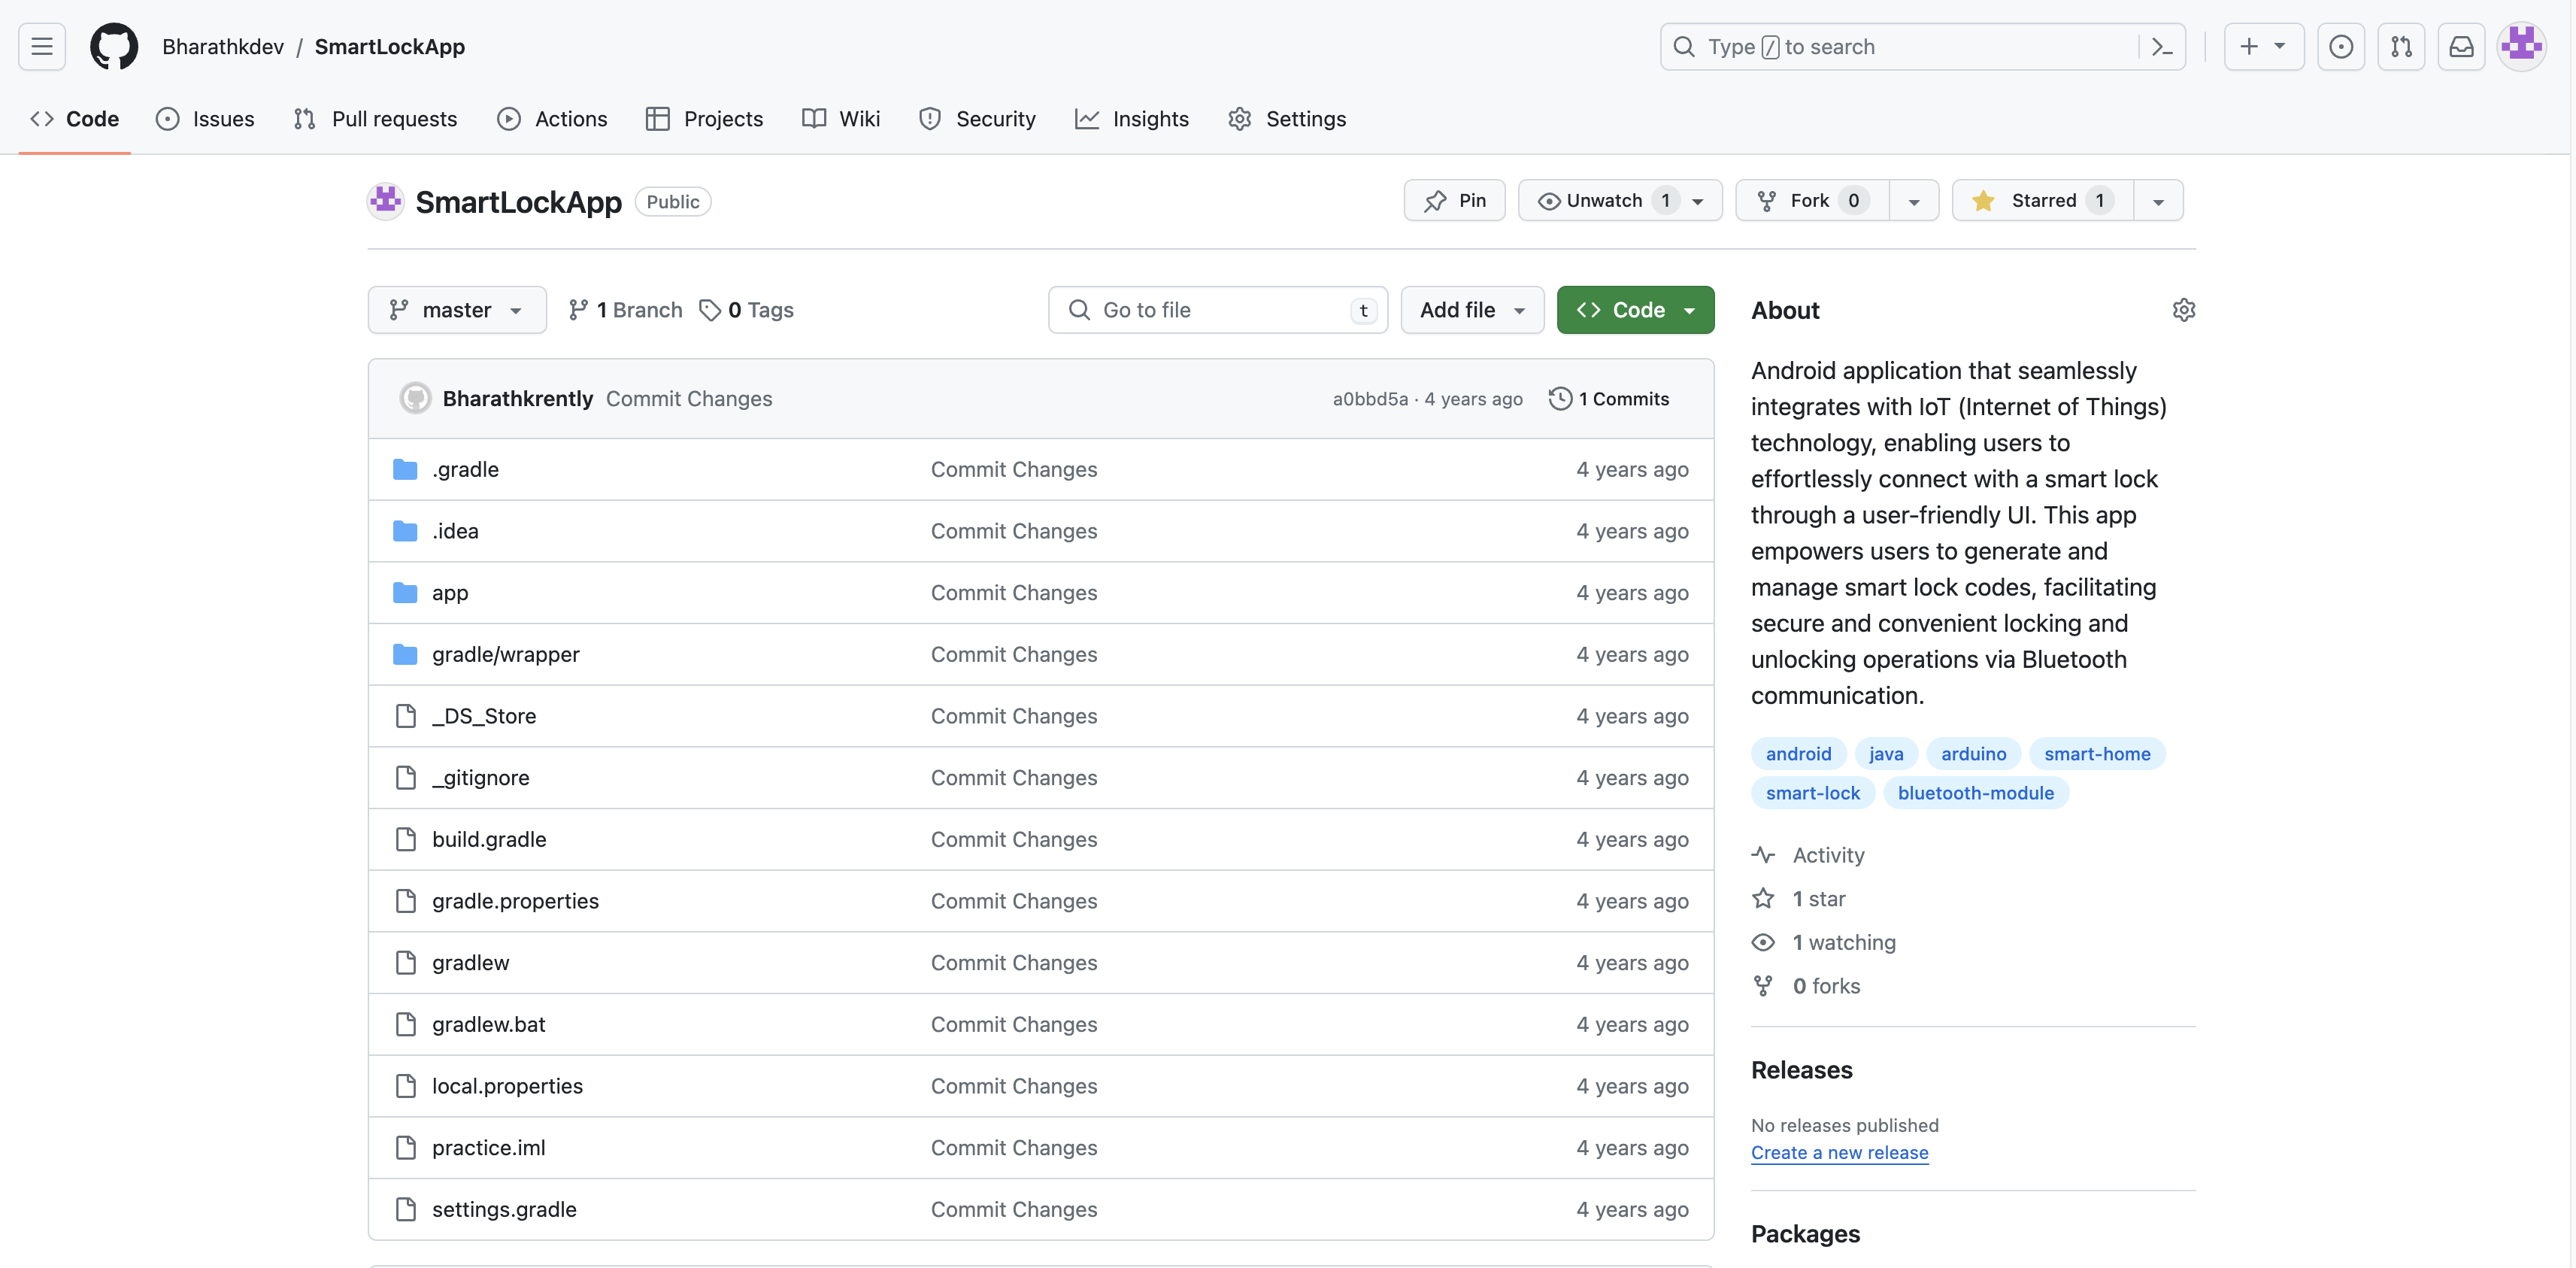 Bharathkdev / SmartLockApp
Type / to search
Code Issues Pull requests Actions Projects Wiki Security Insights Settings
SmartLockApp Public
Pin Unwatch 1 Fork 0 Starred 1
master 1 Branch 0 Tags
Go to file t Add file Code
Bharathkrently Commit Changes a0bbd5a · 4 years ago 1 Commits
.gradle Commit Changes 4 years ago
.idea Commit Changes 4 years ago
app Commit Changes 4 years ago
gradle/wrapper Commit Changes 4 years ago
_DS_Store Commit Changes 4 years ago
_gitignore Commit Changes 4 years ago
build.gradle Commit Changes 4 years ago
gradle.properties Commit Changes 4 years ago
gradlew Commit Changes 4 years ago
gradlew.bat Commit Changes 4 years ago
local.properties Commit Changes 4 years ago
practice.iml Commit Changes 4 years ago
settings.gradle Commit Changes 4 years ago
About
Android application that seamlessly
integrates with IoT (Internet of Things)
technology, enabling users to
effortlessly connect with a smart lock
through a user-friendly UI. This app
empowers users to generate and
manage smart lock codes, facilitating
secure and convenient locking and
unlocking operations via Bluetooth
communication.
android java arduino smart-home
smart-lock bluetooth-module
Activity
1 star
1 watching
0 forks
Releases
No releases published
Create a new release
Packages